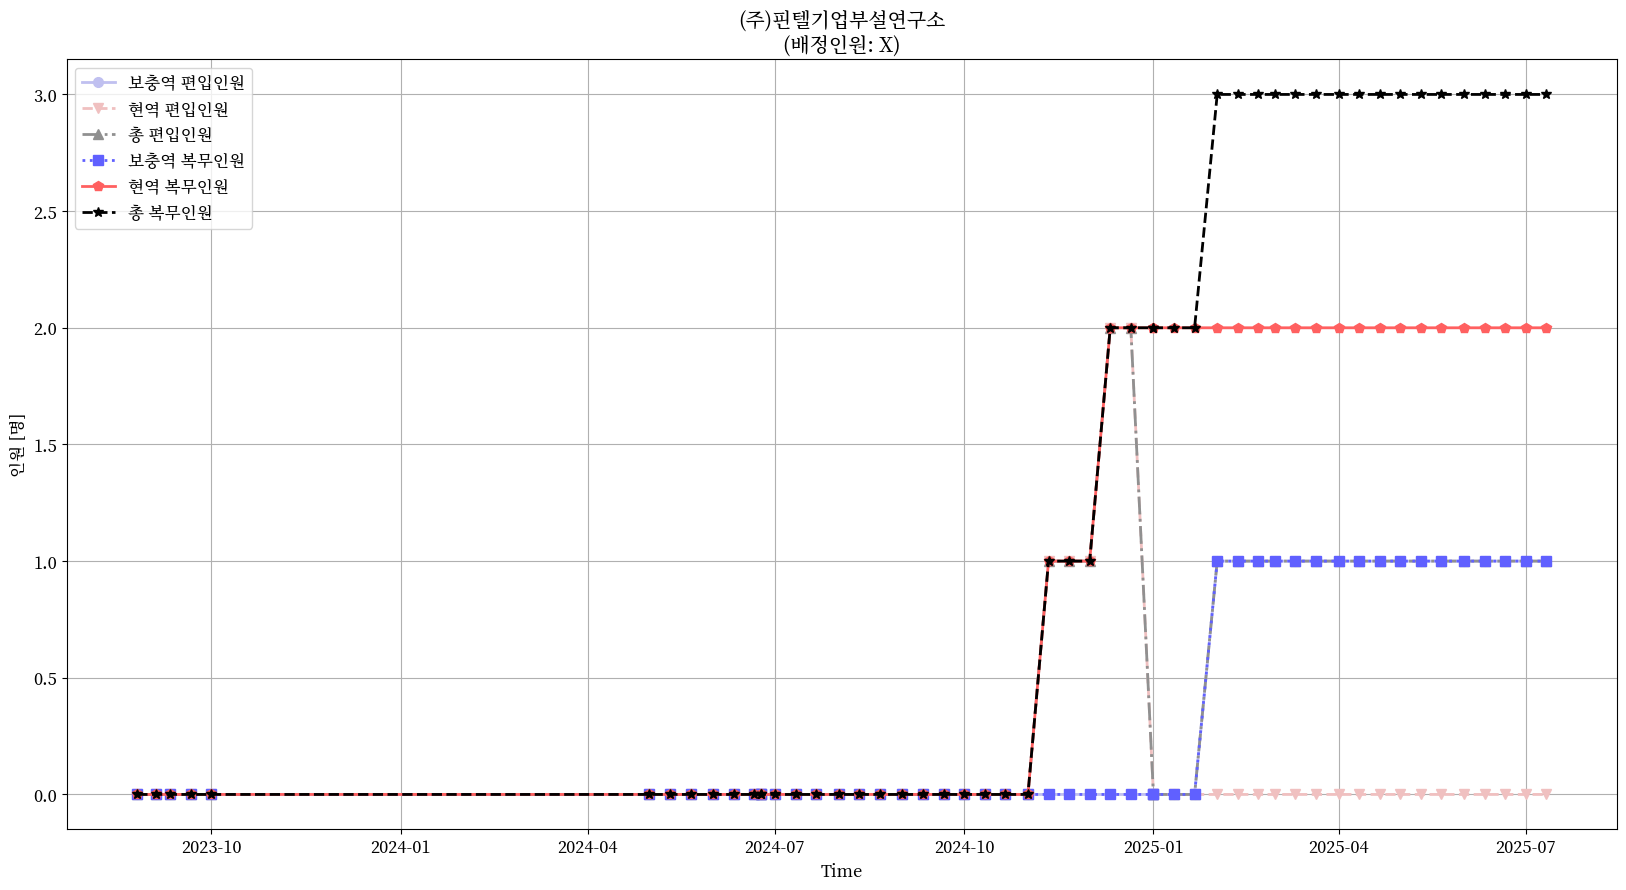 (주)핀텔기업부설연구소
(배정인원: X)
보충역 편입인원
현역 편입인원
총 편입인원
보충역 복무인원
현역 복무인원
총 복무인원
인원 [명]
3.0
2.5
2.0
1.5
1.0
0.5
0.0
2023-10
2024-01
2024-04
2024-07
2024-10
2025-01
2025-04
2025-07
Time